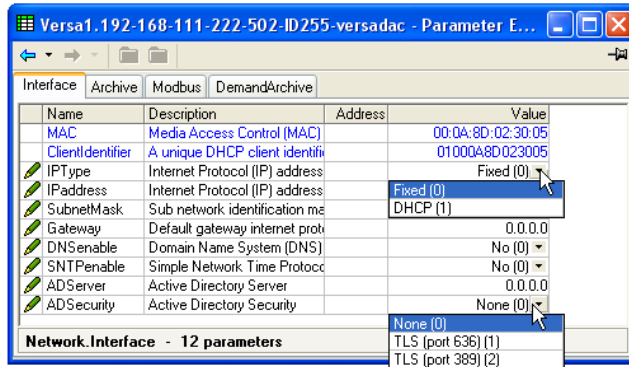 Versa1.192-168-111-222-502-ID255-versadac - Parameter E...
Interface Archive Modbus DemandArchive
Name Description Address Value
MAC Media Access Control (MAC) 00:0A:8D:02:30:05
ClientIdentifier A unique DHCP client identifi 01000A8D023005
IPType Internet Protocol (IP) address Fixed (0)
IPaddress Internet Protocol (IP) address Fixed (0)
SubnetMask Sub network identification ma DHCP (1)
Gateway Default gateway internet prot 0.0.0.0
DNSenable Domain Name System (DNS) No (0)
SNTPenable Simple Network Time Protoc No (0)
ADServer Active Directory Server 0.0.0.0
ADSecurity Active Directory Security None (0)
None (0)
Network.Interface - 12 parameters TLS (port 636) (1)
TLS (port 389) (2)